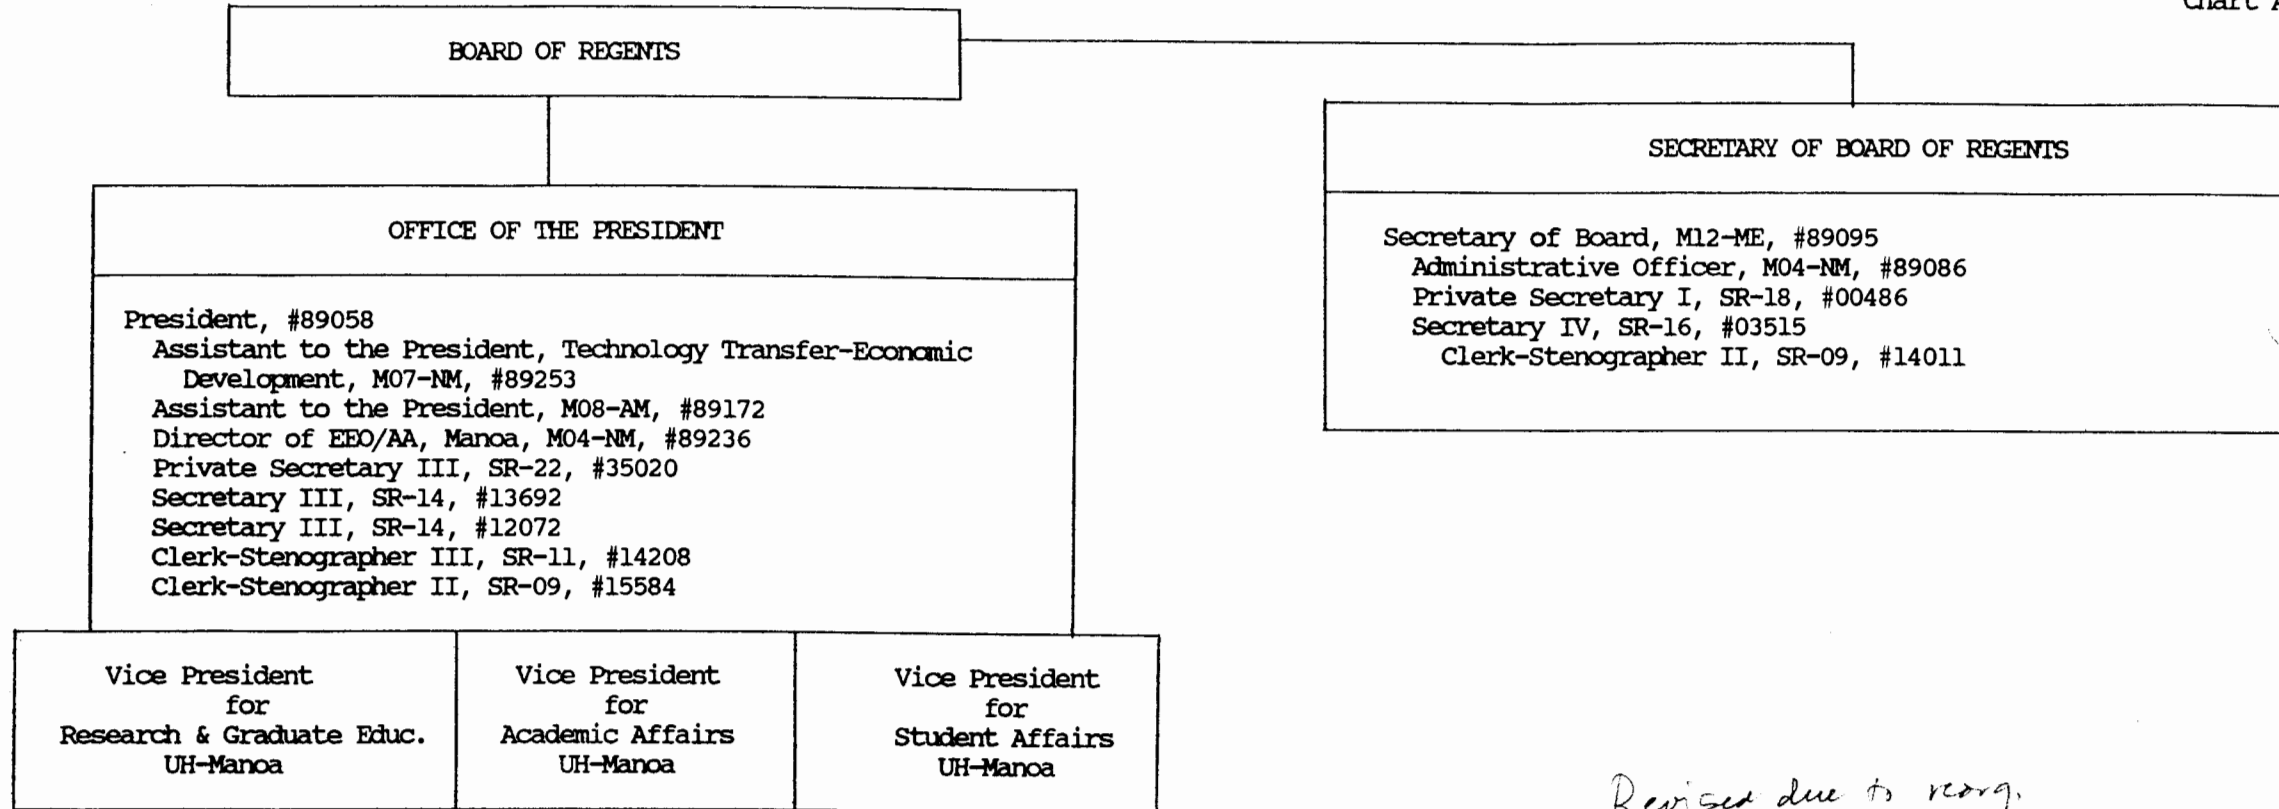 Chart A
BOARD OF REGENTS
SECRETARY OF BOARD OF REGENTS
Secretary of Board, M12-ME, #89095
Administrative Officer, M04-NM, #89086
Private Secretary I, SR-18, #00486
Secretary IV, SR-16, #03515
Clerk-Stenographer II, SR-09, #14011
OFFICE OF THE PRESIDENT
President, #89058
Assistant to the President, Technology Transfer-Economic
Development, M07-NM, #89253
Assistant to the President, M08-AM, #89172
Director of EEO/AA, Manoa, M04-NM, #89236
Private Secretary III, SR-22, #35020
Secretary III, SR-14, #13692
Secretary III, SR-14, #12072
Clerk-Stenographer III, SR-11, #14208
Clerk-Stenographer II, SR-09, #15584
Vice President
for
Research & Graduate Educ.
UH-Manoa
Vice President
for
Academic Affairs
UH-Manoa
Vice President
for
Student Affairs
UH-Manoa
Revised due to reorg.